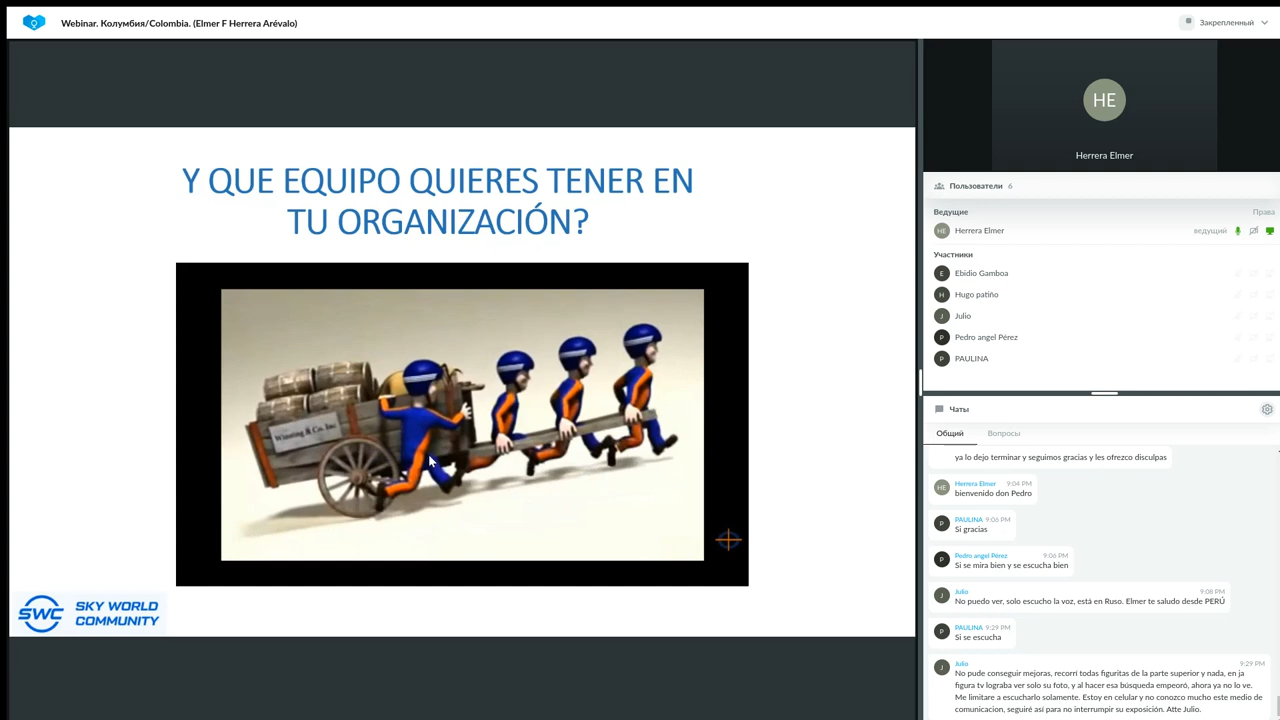 Webinar. Колумбия/Colombia. (Elmer F Herrera Arévalo)
Закрепленный
Y QUE EQUIPO QUIERES TENER EN
TU ORGANIZACIÓN?
Winning & Co. Inc.
SWC
SKY WORLD
COMMUNITY
HE
Herrera Elmer
Пользователи 6
Ведущие
Права
HE
Herrera Elmer
ведущий
Участники
E
Ebidio Gamboa
H
Hugo patiño
J
Julio
P
Pedro angel Pérez
P
PAULINA
Чаты
Общий
Вопросы
ya lo dejo terminar y seguimos gracias y les ofrezco disculpas
HE
Herrera Elmer 9:04 PM
bienvenido don Pedro
P
PAULINA 9:06 PM
Si gracias
P
Pedro angel Pérez 9:06 PM
Si se mira bien y se escucha bien
J
Julio 9:08 PM
No puedo ver, solo escucho la voz, está en Ruso. Elmer te saludo desde PERÚ
P
PAULINA 9:29 PM
Si se escucha
J
Julio 9:29 PM
No pude conseguir mejoras, recorrí todas figuritas de la parte superior y nada, en ja
figura tv lograba ver solo su foto, y al hacer esa búsqueda empeoró, ahora ya no lo ve.
Me limitare a escucharlo solamente. Estoy en celular y no conozco mucho este medio de
comunicacion, seguiré así para no interrumpir su exposición. Atte Julio.